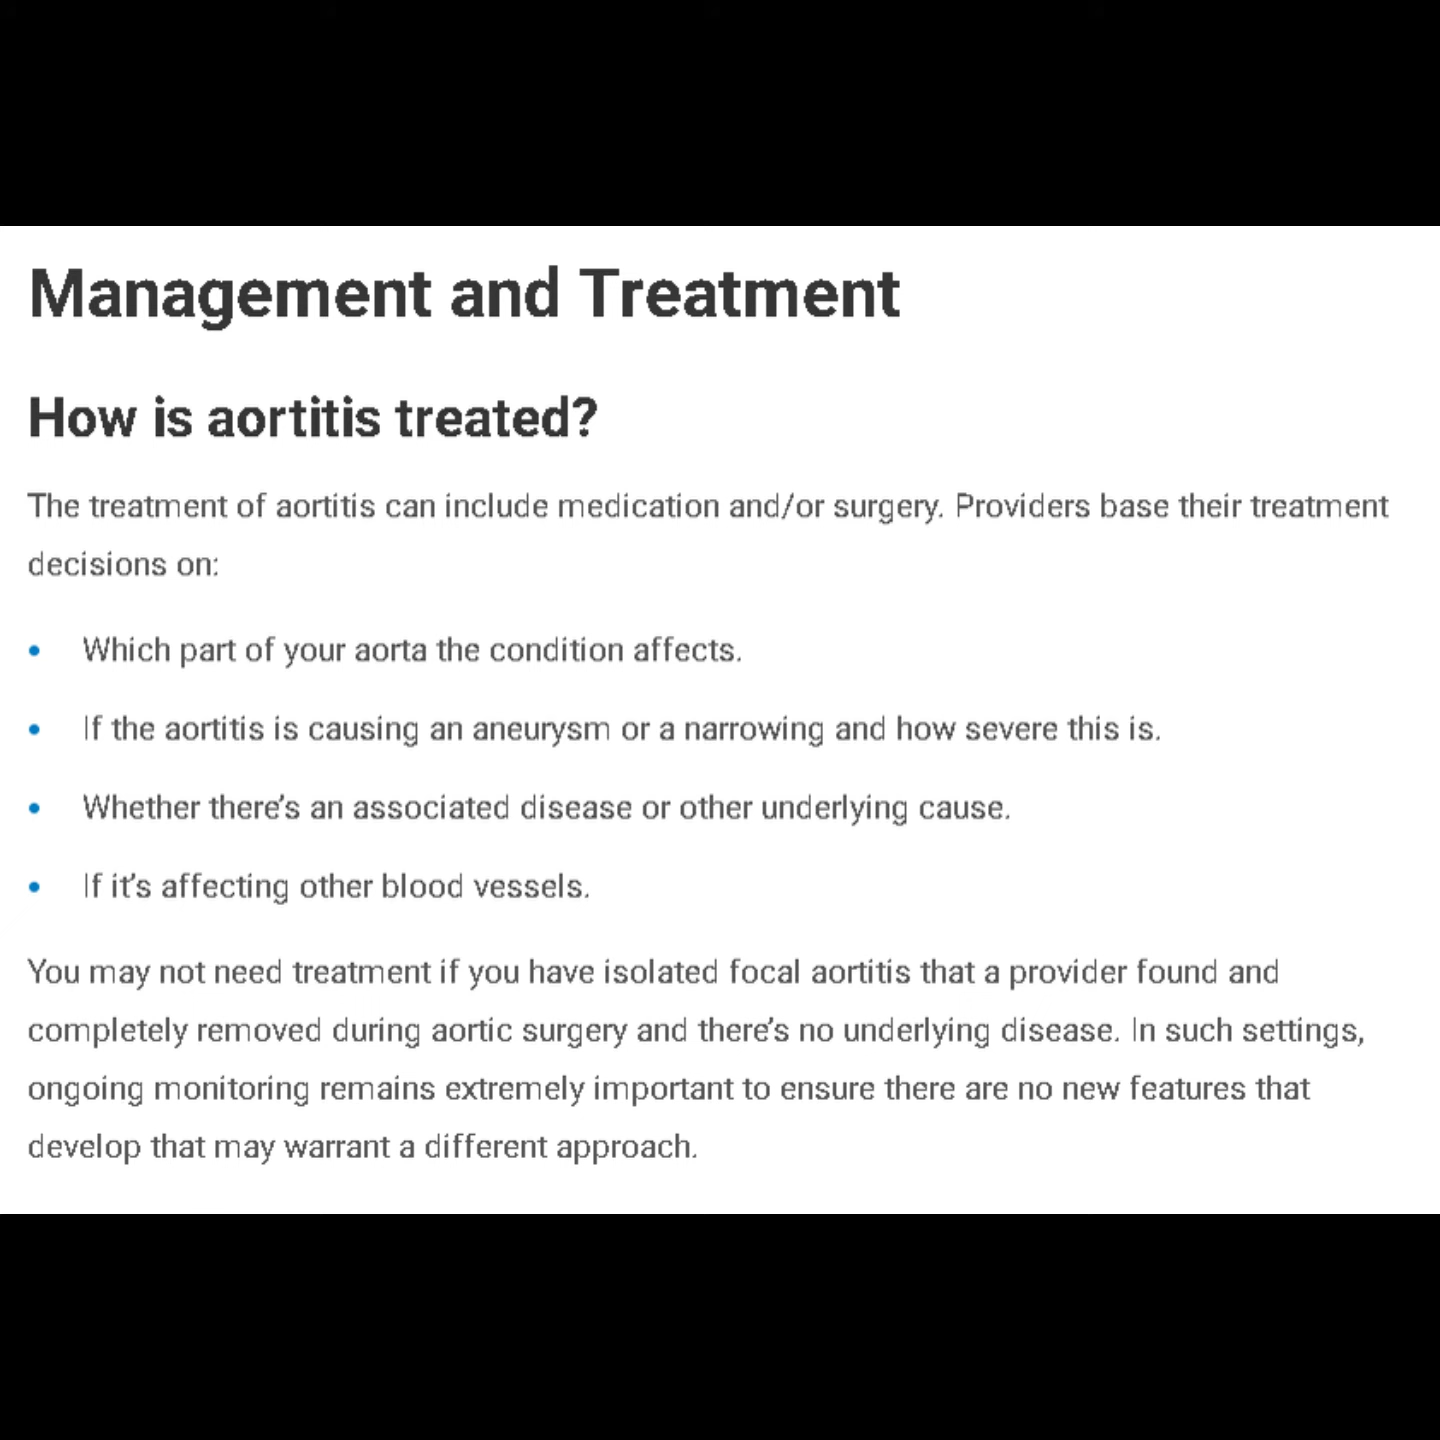 Management and Treatment
How is aortitis treated?
The treatment of aortitis can include medication and/or surgery. Providers base their treatment
decisions on:
• Which part of your aorta the condition affects.
• If the aortitis is causing an aneurysm or a narrowing and how severe this is.
• Whether there’s an associated disease or other underlying cause.
• If it’s affecting other blood vessels.
You may not need treatment if you have isolated focal aortitis that a provider found and
completely removed during aortic surgery and there’s no underlying disease. In such settings,
ongoing monitoring remains extremely important to ensure there are no new features that
develop that may warrant a different approach.